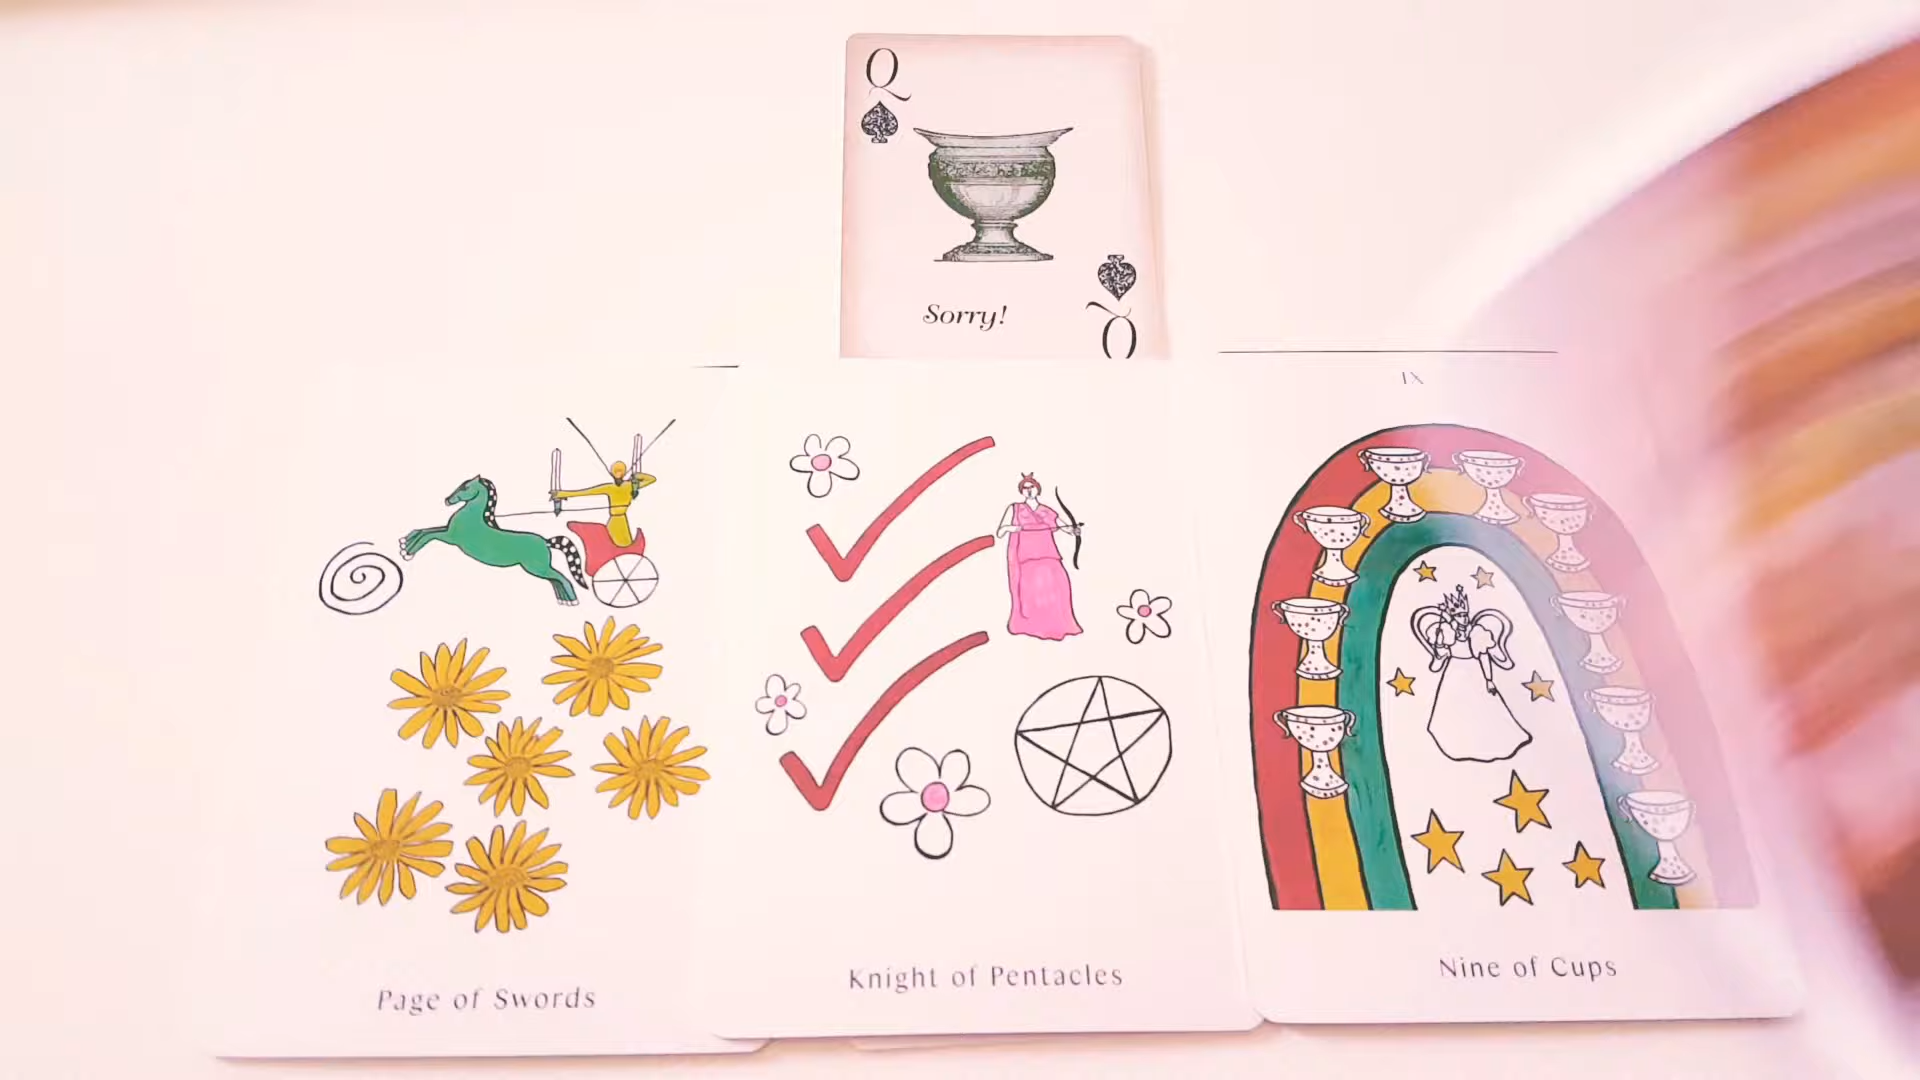 Q
Sorry!
Q
IX
Page of Swords
Knight of Pentacles
Nine of Cups